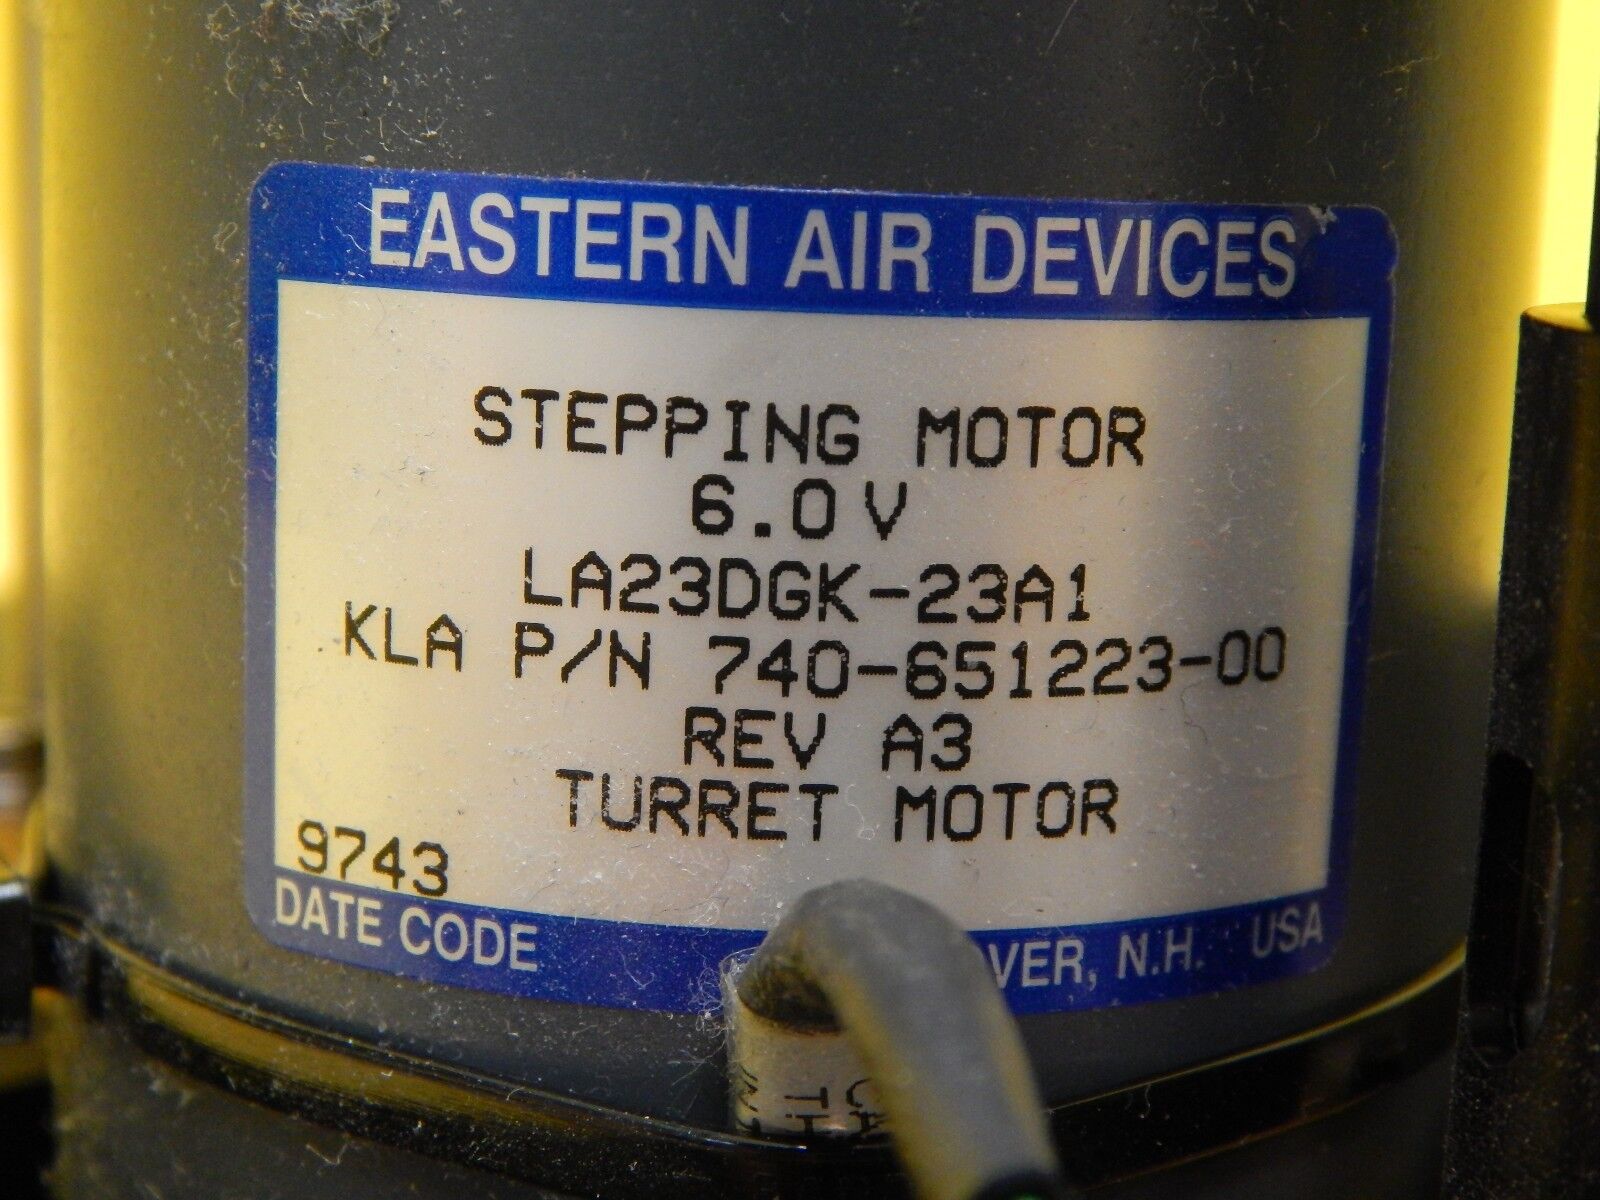 EASTERN AIR DEVICES
STEPPING MOTOR
6.0V
LA23DGK-23A1
KLA P/N 740-651223-00
REV A3
TURRET MOTOR
9743
DATE CODE
VER, N.H. USA